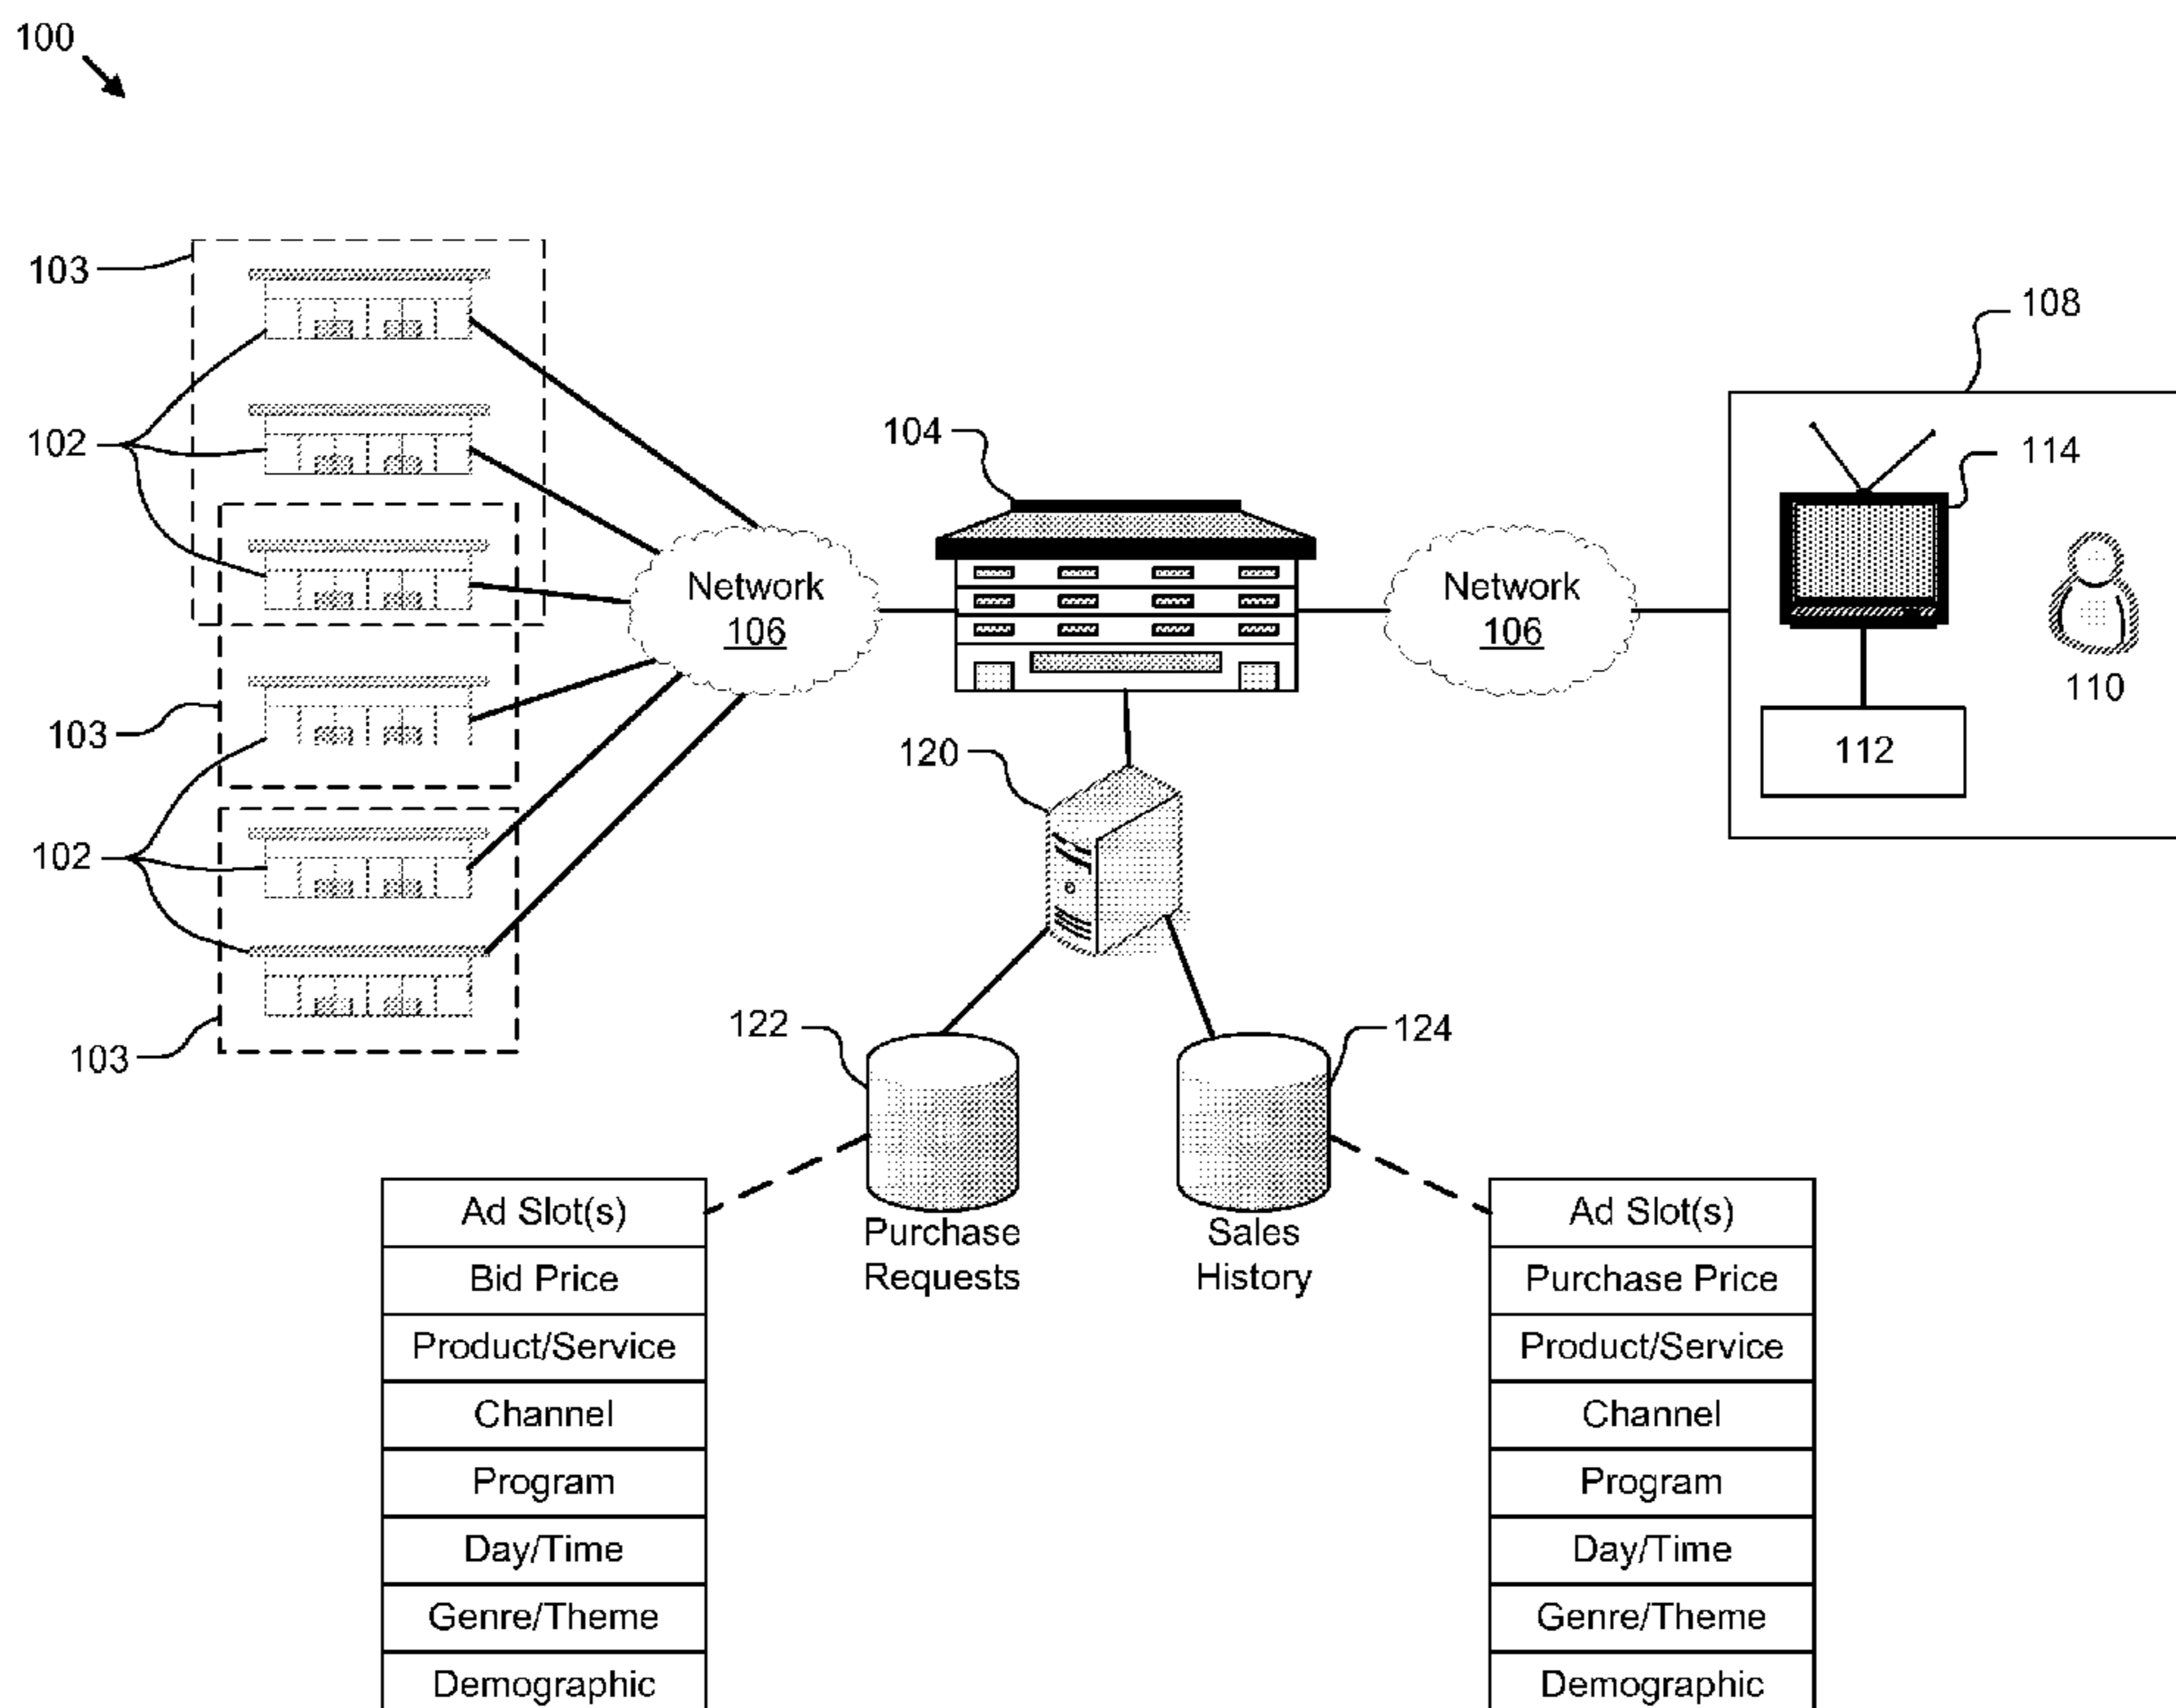 100
103
102
103
102
103
Network
106
104
Network
106
108
114
110
112
120
122
124
Purchase
Requests
Sales
History
Ad Slot(s)
Bid Price
Product/Service
Channel
Program
Day/Time
Genre/Theme
Demographic
Ad Slot(s)
Purchase Price
Product/Service
Channel
Program
Day/Time
Genre/Theme
Demographic